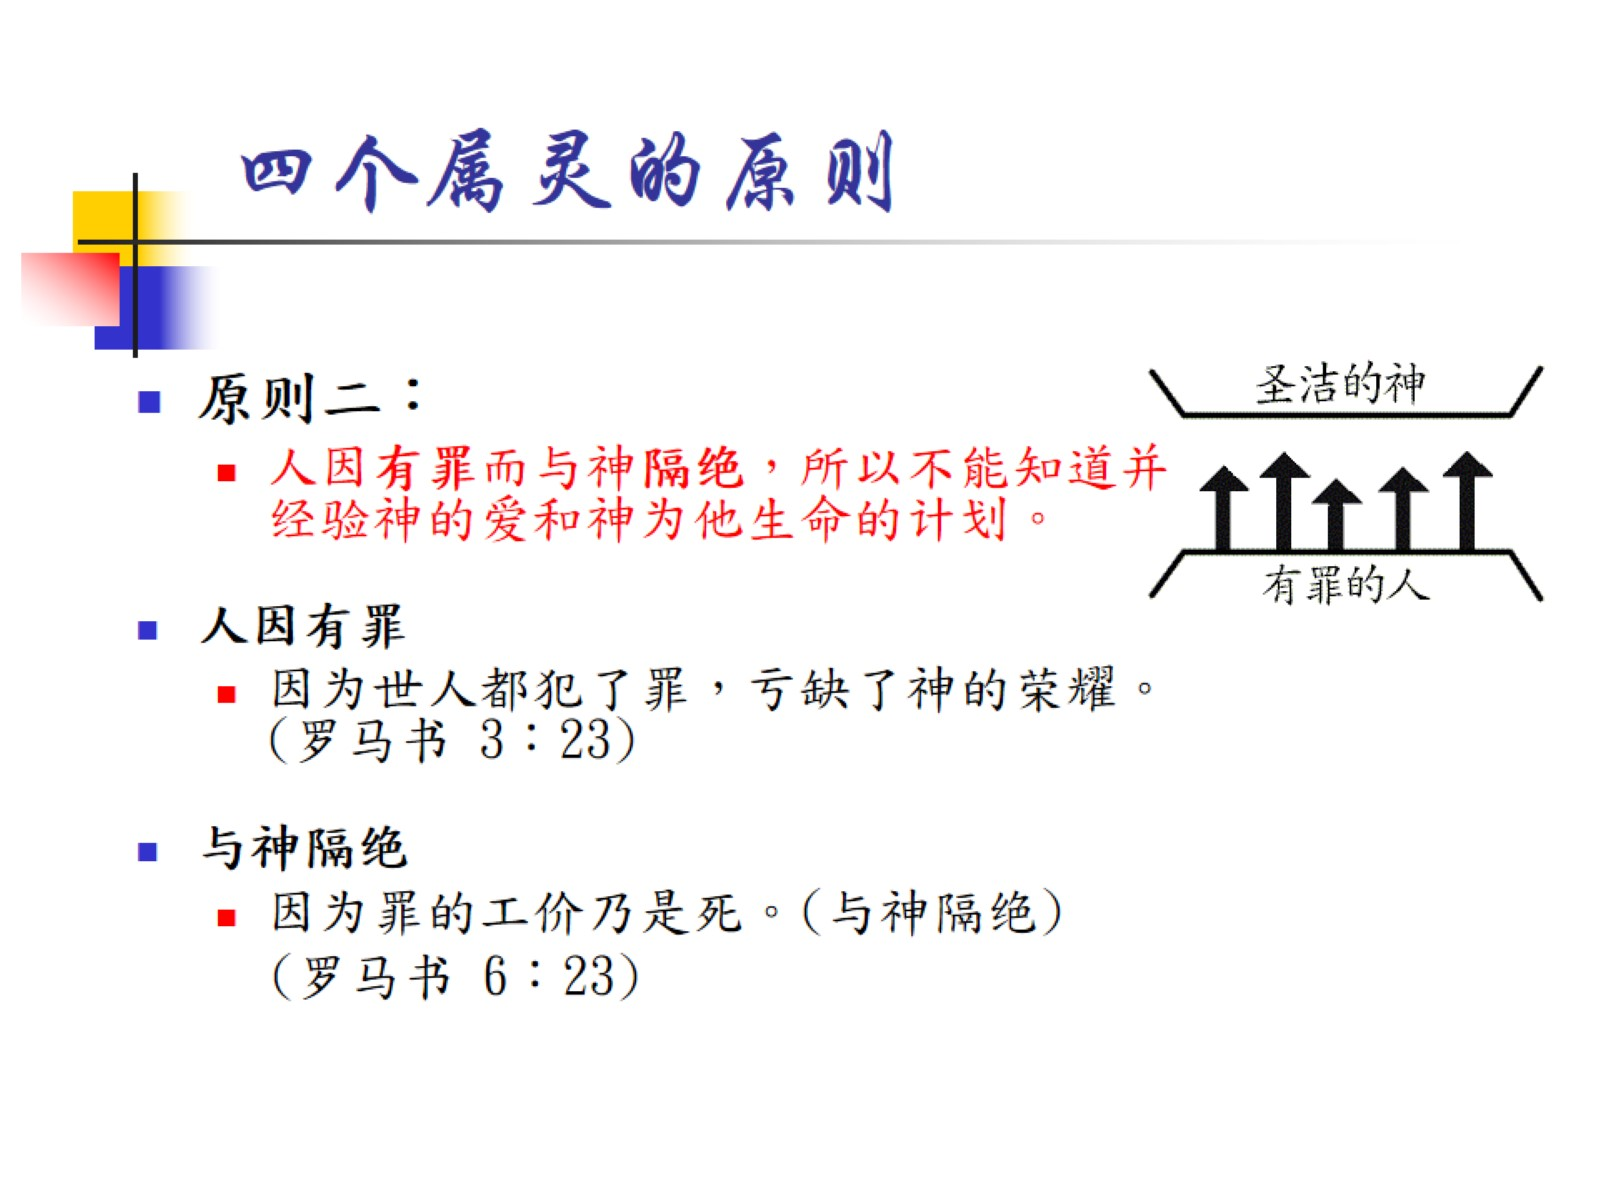 四个属灵的原则
原则二：
圣洁的神
人因有罪而与神隔绝，所以不能知道并
经验神的爱和神为他生命的计划。
有罪的人
人因有罪
因为世人都犯了罪，亏缺了神的荣耀。
（罗马书 3：23）
与神隔绝
因为罪的工价乃是死。（与神隔绝）
（罗马书 6：23）